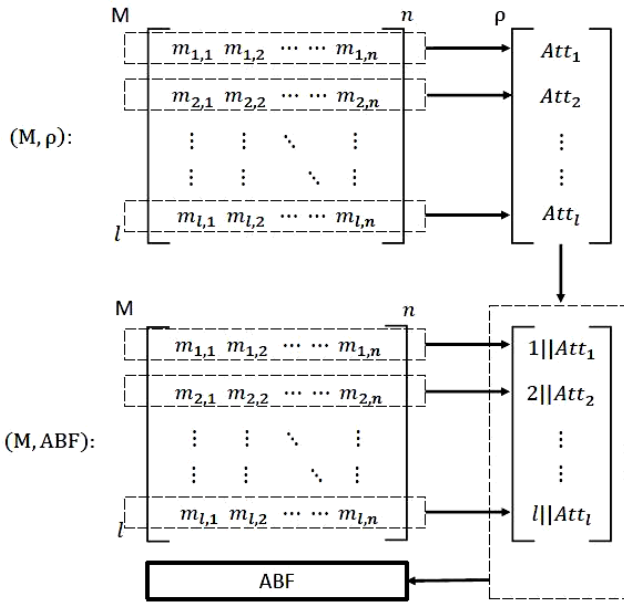 M n ρ
m1,1 m1,2 ⋯ ⋯ m1,n Att1
m2,1 m2,2 ⋯ ⋯ m2,n Att2
(M, ρ): ⋮ ⋮ ⋱ ⋮ ⋮
⋮ ⋮ ⋱ ⋮ ⋮
l ml,1 ml,2 ⋯ ⋯ ml,n Attl
M n
m1,1 m1,2 ⋯ ⋯ m1,n 1||Att1
m2,1 m2,2 ⋯ ⋯ m2,n 2||Att2
(M, ABF): ⋮ ⋮ ⋱ ⋮ ⋮
⋮ ⋮ ⋱ ⋮ ⋮
l ml,1 ml,2 ⋯ ⋯ ml,n l||Attl
ABF